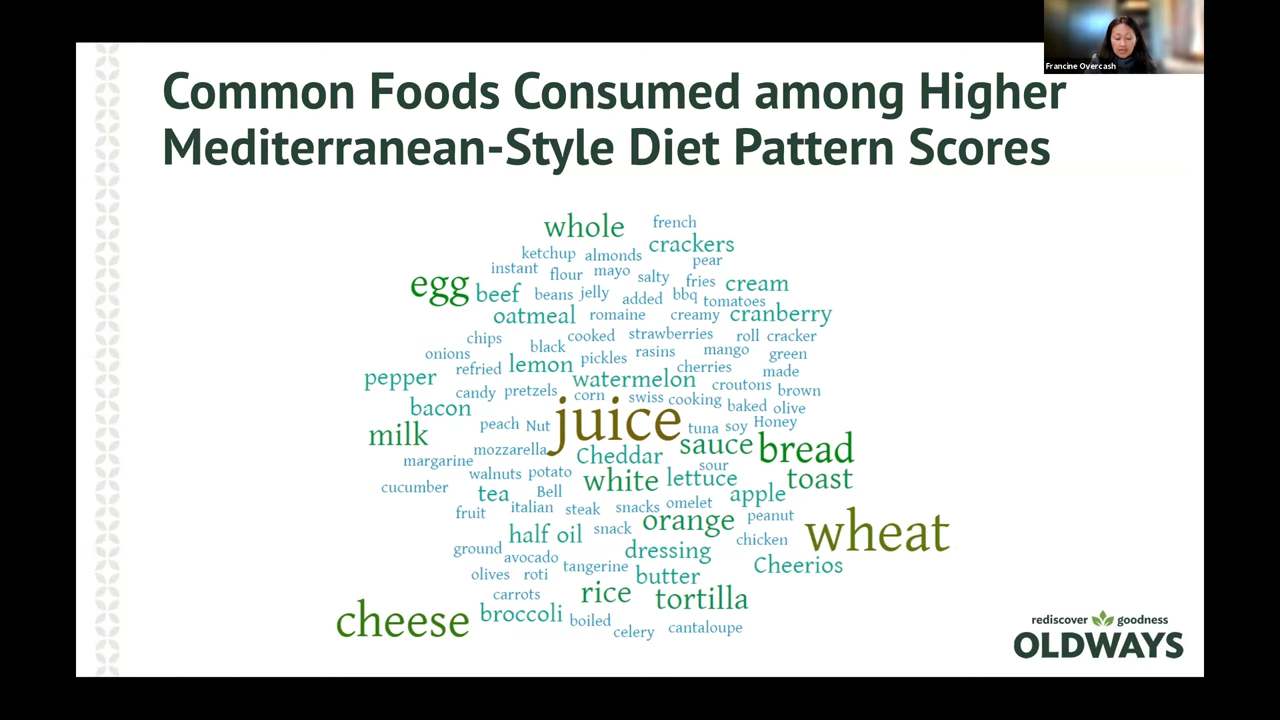 Francine Overcash
Common Foods Consumed among Higher
Mediterranean-Style Diet Pattern Scores
whole french
crackers
ketchup almonds
pear
instant flour mayo salty fries cream
egg beef beans jelly added bbq tomatoes
oatmeal romaine creamy cranberry
chips cooked strawberries roll cracker
onions black pickles rasins mango green
refried lemon cherries made
pepper watermelon croutons
candy pretzels corn swiss cooking brown
bacon baked olive
peach Nut juice tuna soy Honey
milk sauce bread
mozzarella Cheddar
margarine sour
walnuts potato white lettuce toast
cucumber tea Bell apple
fruit italian steak snacks omelet
orange peanut
half oil snack chicken wheat
ground dressing
avocado Cheerios
olives roti tangerine butter
carrots rice tortilla
cheese broccoli boiled
celery cantaloupe
rediscover goodness
OLDWAYS